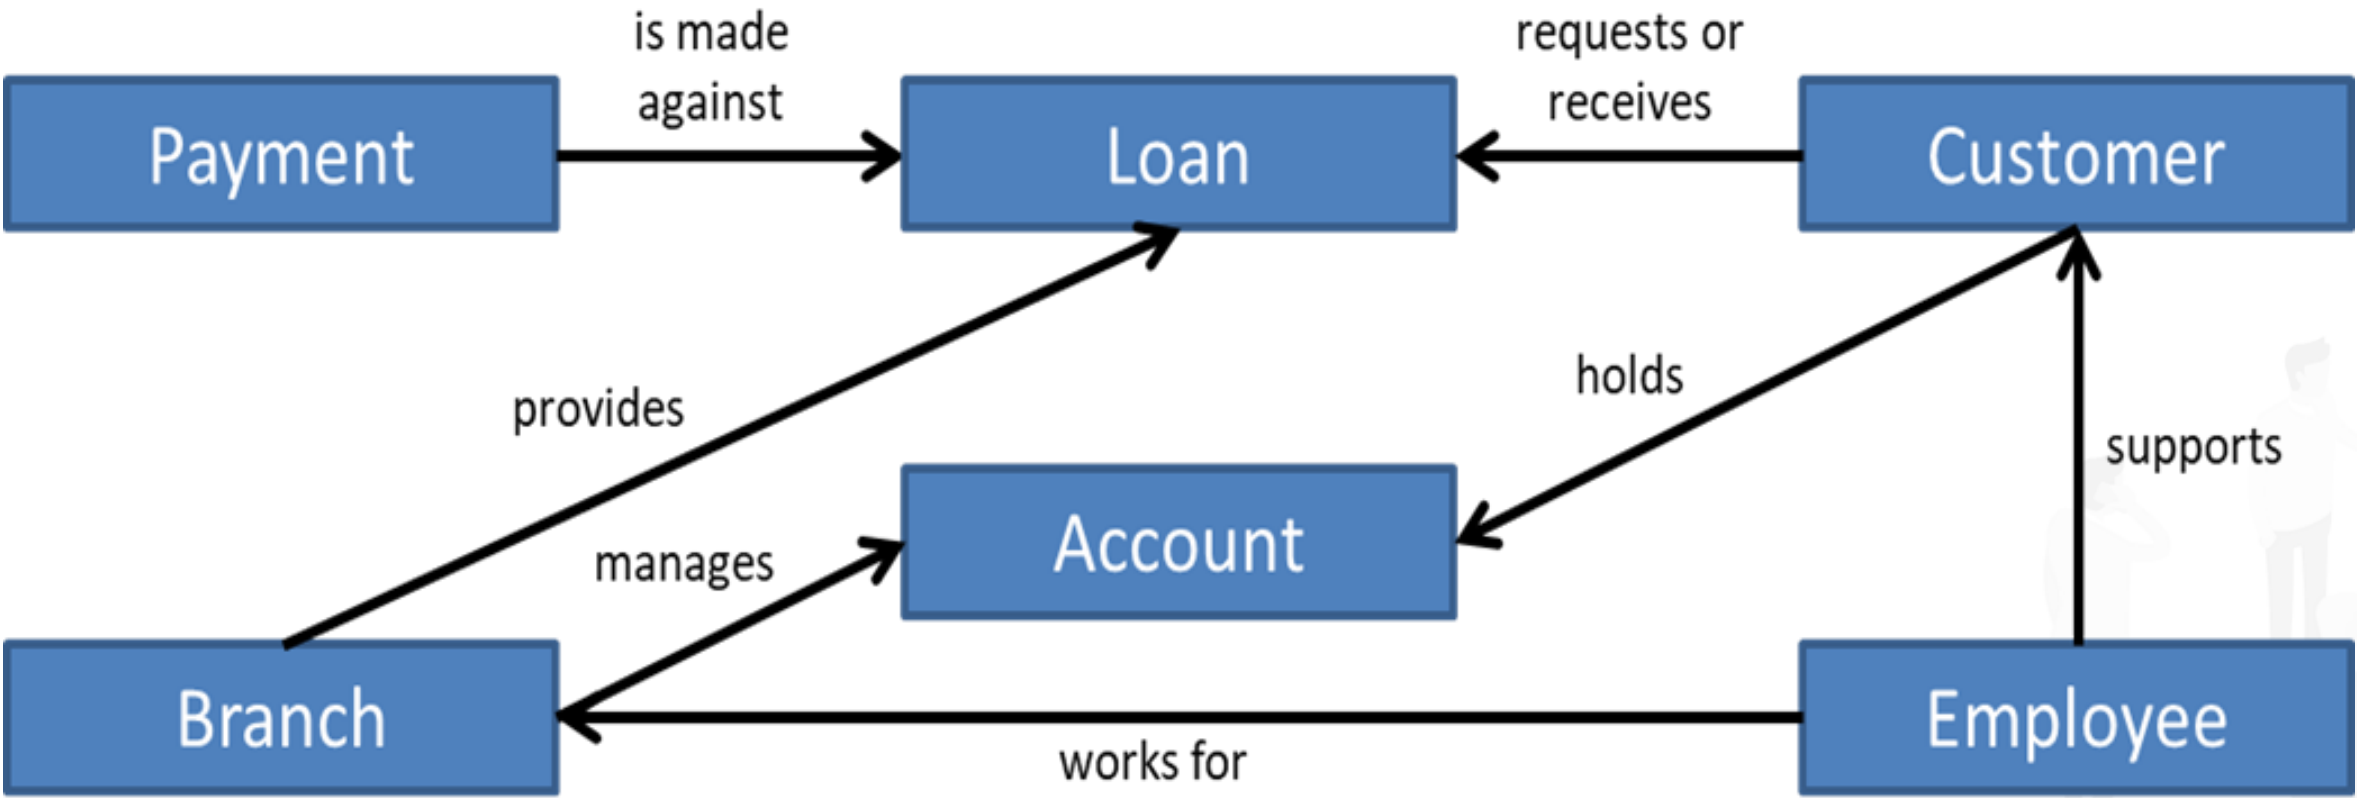 is made
against
requests or
receives
Payment
Loan
Customer
provides
holds
supports
manages
Account
Branch
Employee
works for